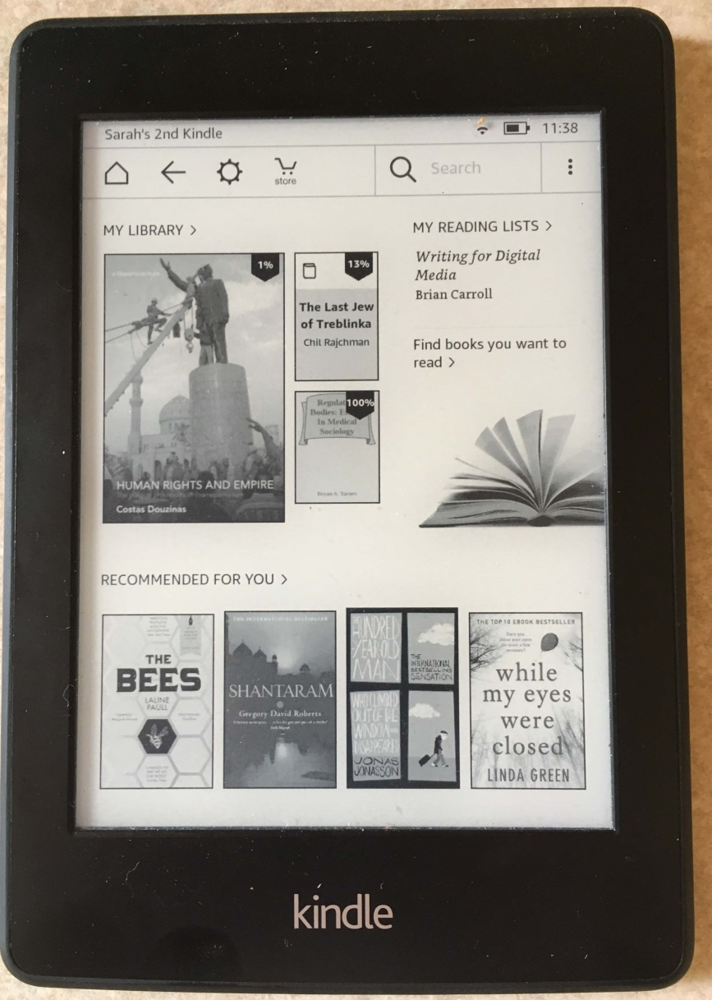 Sarah's 2nd Kindle
11:38
store
Search
MY LIBRARY >
1%
HUMAN RIGHTS AND EMPIRE
Costas Douzinas
13%
The Last Jew
of Treblinka
Chil Rajchman
100%
Regulat
Bodies: E
In Medical
Sociology
Bryan S. Turner
MY READING LISTS >
Writing for Digital
Media
Brian Carroll
Find books you want to
read >
RECOMMENDED FOR YOU >
THE
BEES
LALINE
PAULL
THE INTERNATIONAL BESTSELLER
SHANTARAM
Gregory David Roberts
HUNDRED
YEAR OLD
MAN
THE
INTERNATIONAL
BESTSELLING
SENSATION
WHO CLIMBED
OUT OF THE
WINDOW AND
DISAPPEARED
JONAS
JONASSON
THE TOP 10 EBOOK BESTSELLER
while
my eyes
were
closed
LINDA GREEN
kindle